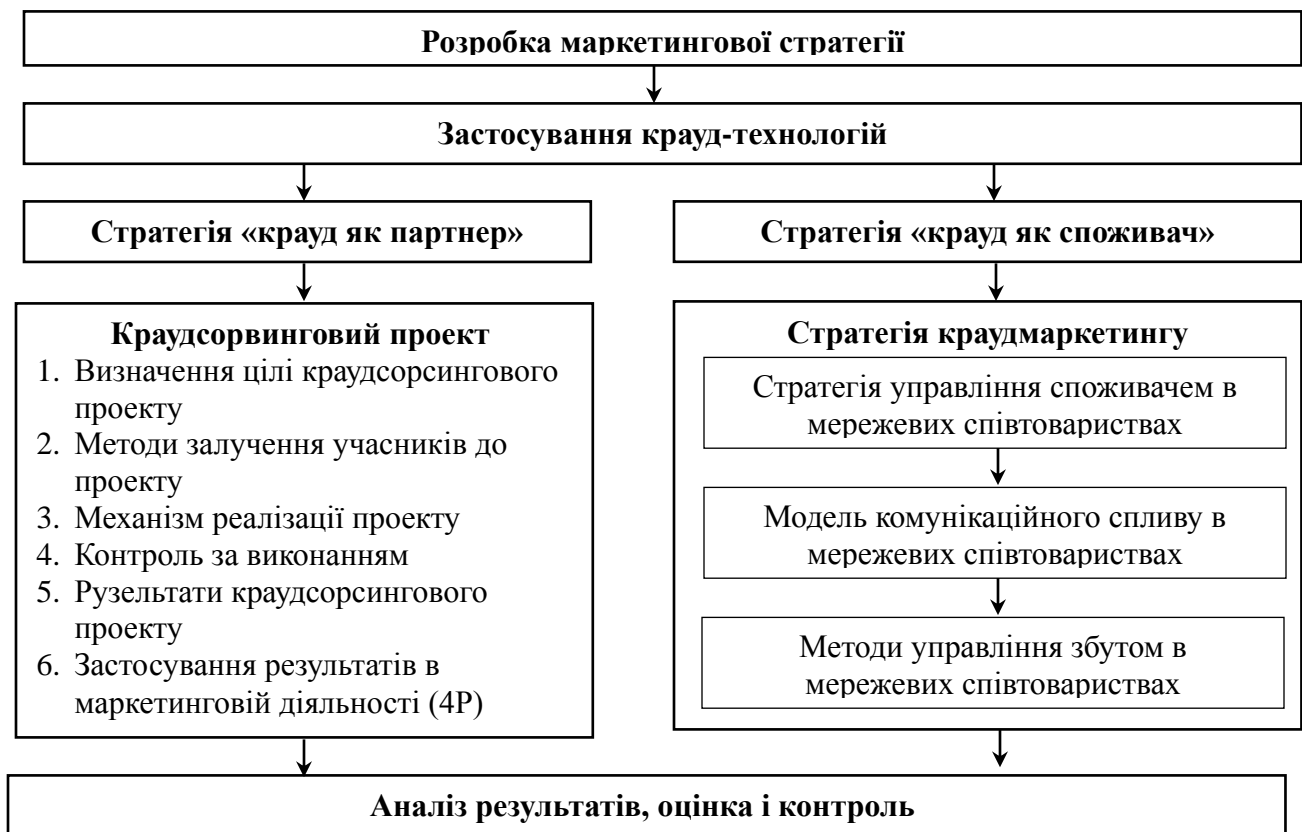 Розробка маркетингової стратегії
Застосування крауд-технологій
Стратегія «крауд як партнер»
Стратегія «крауд як споживач»
Краудсорвинговий проект
1. Визначення цілі краудсорсингового
проекту
2. Методи залучення учасників до
проекту
3. Механізм реалізації проекту
4. Контроль за виконанням
5. Рузельтати краудсорсингового
проекту
6. Застосування результатів в
маркетинговій діяльності (4Р)
Стратегія краудмаркетингу
Стратегія управління споживачем в
мережевих співтовариствах
Модель комунікаційного спливу в
мережевих співтовариствах
Методи управління збутом в
мережевих співтовариствах
Аналіз результатів, оцінка і контроль